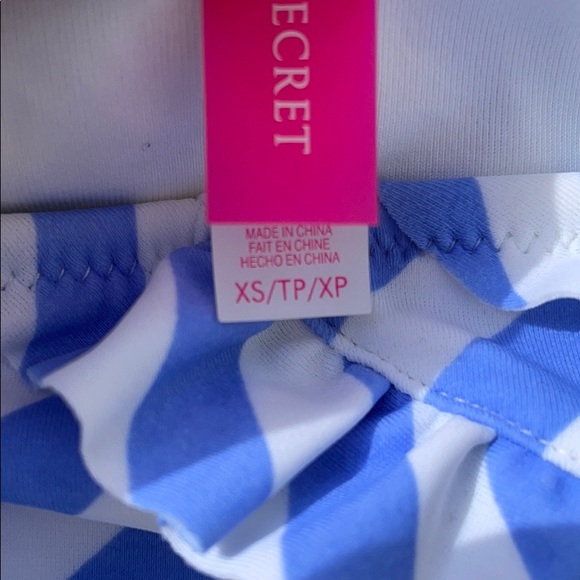 ECRET
MADE IN CHINA
FAIT EN CHINE
HECHO EN CHINA
XS/TP/XP